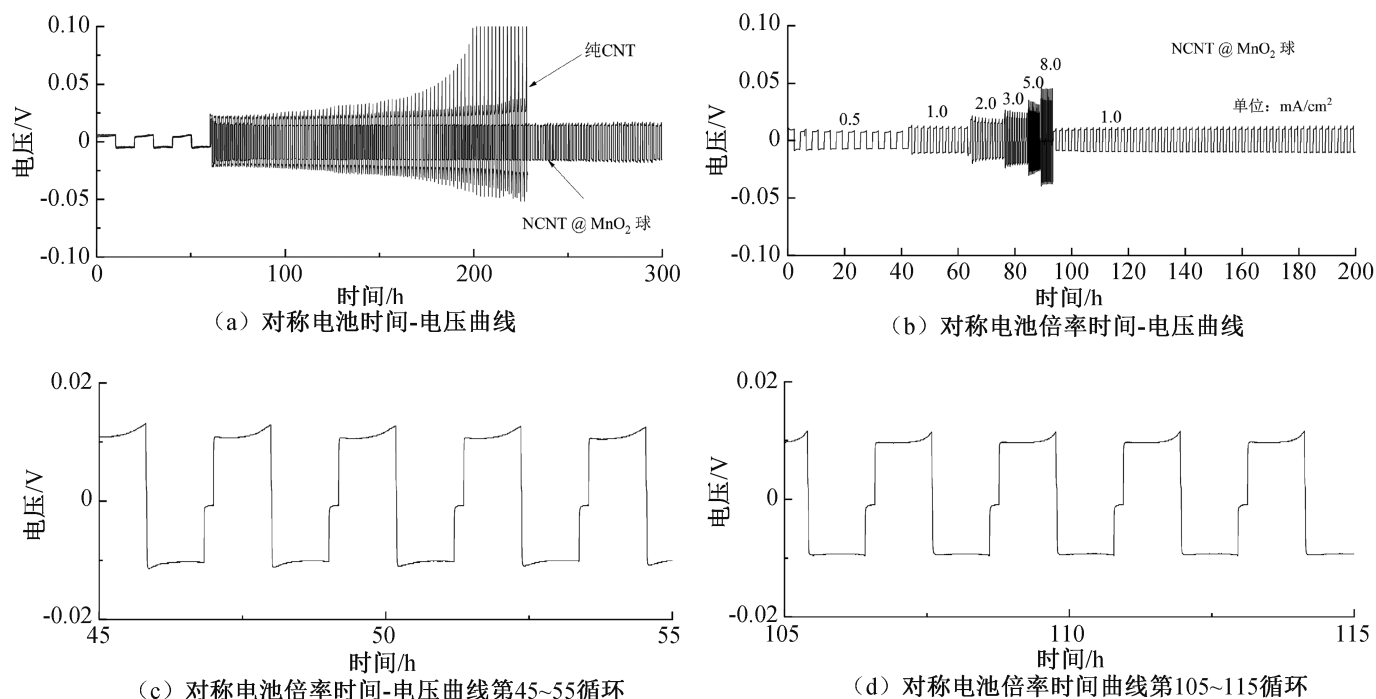 0.10
0.05
0
-0.05
-0.10
电压/V
纯CNT
NCNT @ MnO2 球
0 100 200 300
时间/h
(a) 对称电池时间-电压曲线
0.10
0.05
0
-0.05
-0.10
电压/V
NCNT @ MnO2 球
单位：mA/cm2
0.5 1.0 2.0 3.0 5.0 8.0 1.0
0 20 40 60 80 100 120 140 160 180 200
时间/h
(b) 对称电池倍率时间-电压曲线
0.02
0
-0.02
电压/V
45 50 55
时间/h
(c) 对称电池倍率时间-电压曲线第45~55循环
0.02
0
-0.02
电压/V
105 110 115
时间/h
(d) 对称电池倍率时间曲线第105~115循环